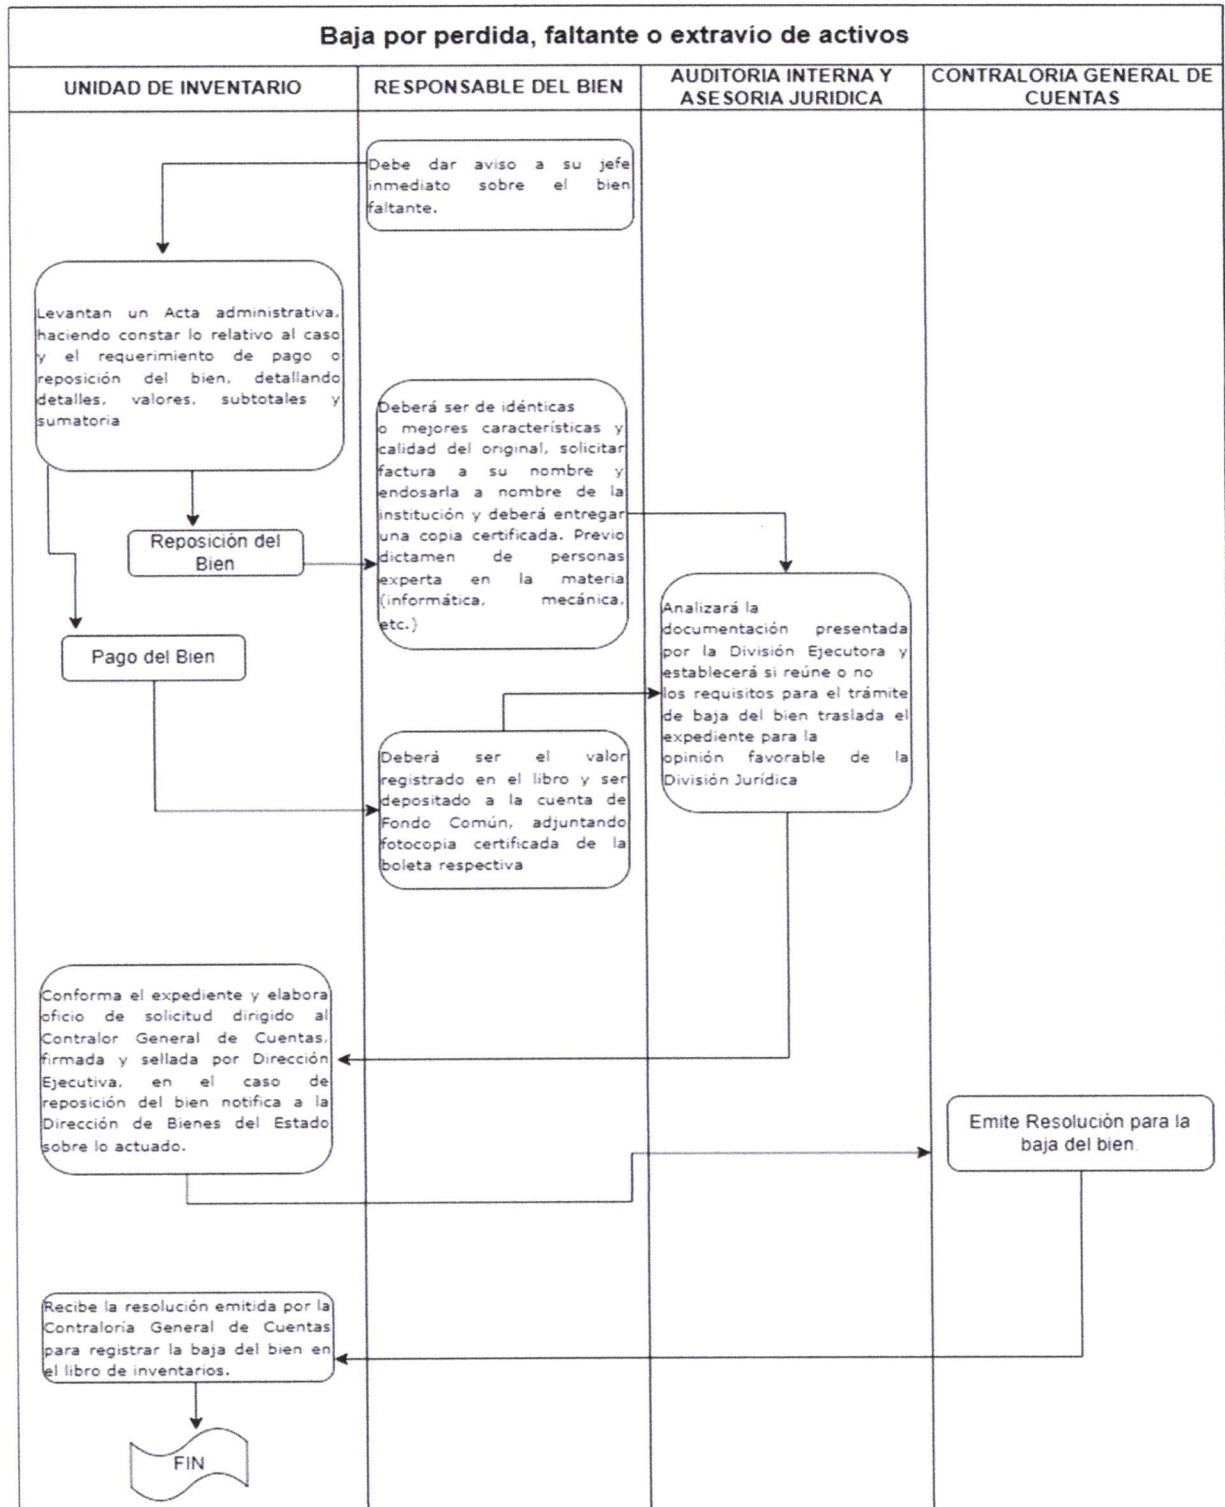 Baja por perdida, faltante o extravío de activos
UNIDAD DE INVENTARIO
RESPONSABLE DEL BIEN
AUDITORIA INTERNA Y
ASESORIA JURIDICA
CONTRALORIA GENERAL DE
CUENTAS
Debe dar aviso a su jefe
inmediato sobre el bien
faltante.
Levantan un Acta administrativa,
haciendo constar lo relativo al caso
y el requerimiento de pago o
reposición del bien, detallando
detalles, valores, subtotales y
sumatoria
Reposición del
Bien
Pago del Bien
Deberá ser de idénticas
o mejores características y
calidad del original, solicitar
factura a su nombre y
endosarla a nombre de la
institución y deberá entregar
una copia certificada. Previo
dictamen de personas
experta en la materia
(informática, mecánica,
etc.)
Deberá ser el valor
registrado en el libro y ser
depositado a la cuenta de
Fondo Común, adjuntando
fotocopia certificada de la
boleta respectiva
Analizará la
documentación presentada
por la División Ejecutora y
establecerá si reúne o no
los requisitos para el trámite
de baja del bien traslada el
expediente para la
opinión favorable de la
División Jurídica
Conforma el expediente y elabora
oficio de solicitud dirigido al
Contralor General de Cuentas,
firmada y sellada por Dirección
Ejecutiva, en el caso de
reposición del bien notifica a la
Dirección de Bienes del Estado
sobre lo actuado.
Emite Resolución para la
baja del bien.
Recibe la resolución emitida por la
Contraloría General de Cuentas
para registrar la baja del bien en
el libro de inventarios.
FIN